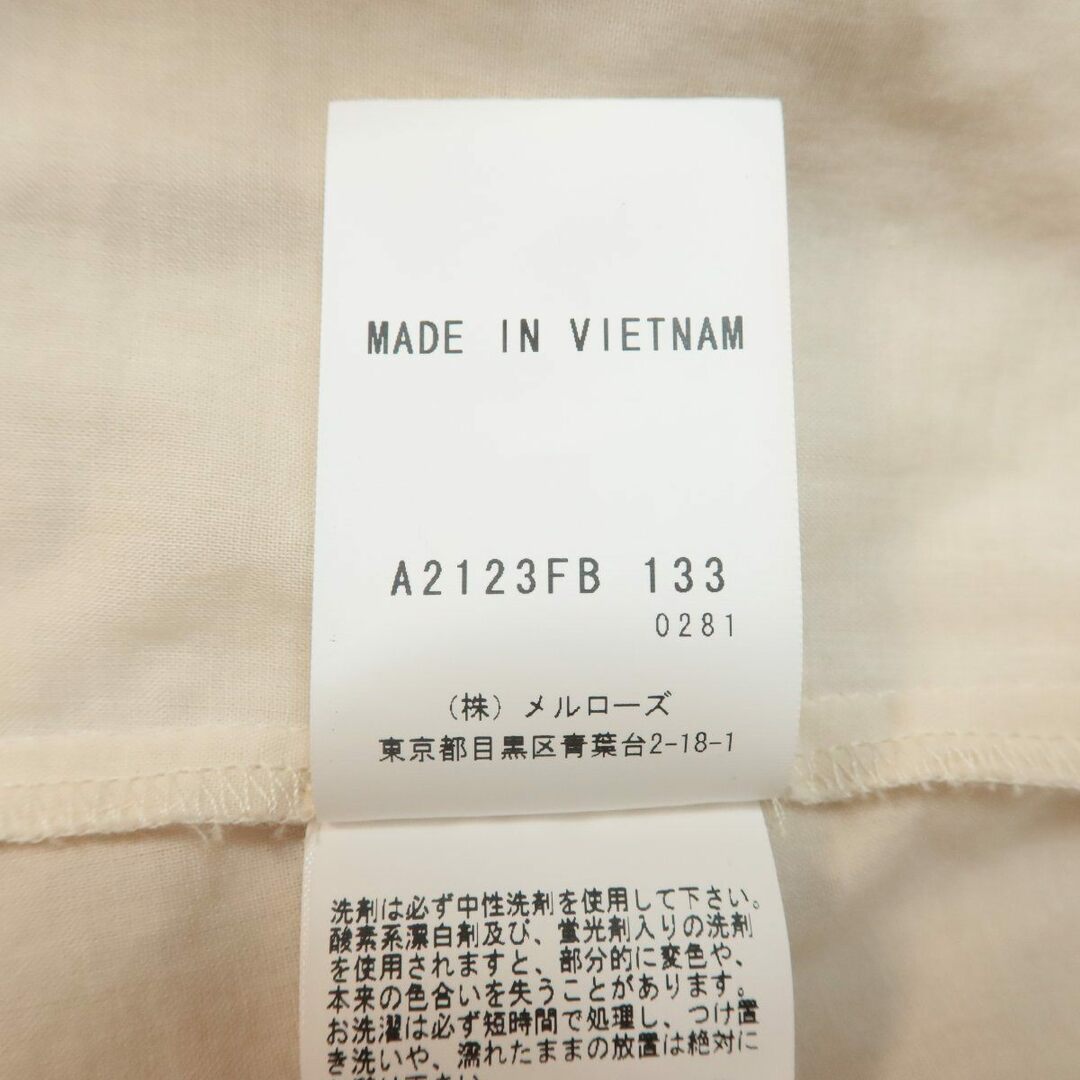 MADE IN VIETNAM
A2123FB 133
0281
(株) メルローズ
東京都目黒区青葉台2-18-1
洗剤は必ず中性洗剤を使用して下さい。
酸素系漂白剤及び、蛍光剤入りの洗剤
を使用されますと、部分的に変色や、
本来の色合いを失うことがあります。
お洗濯は必ず短時間で処理し、つけ置
き洗いや、濡れたままの放置は絶対に